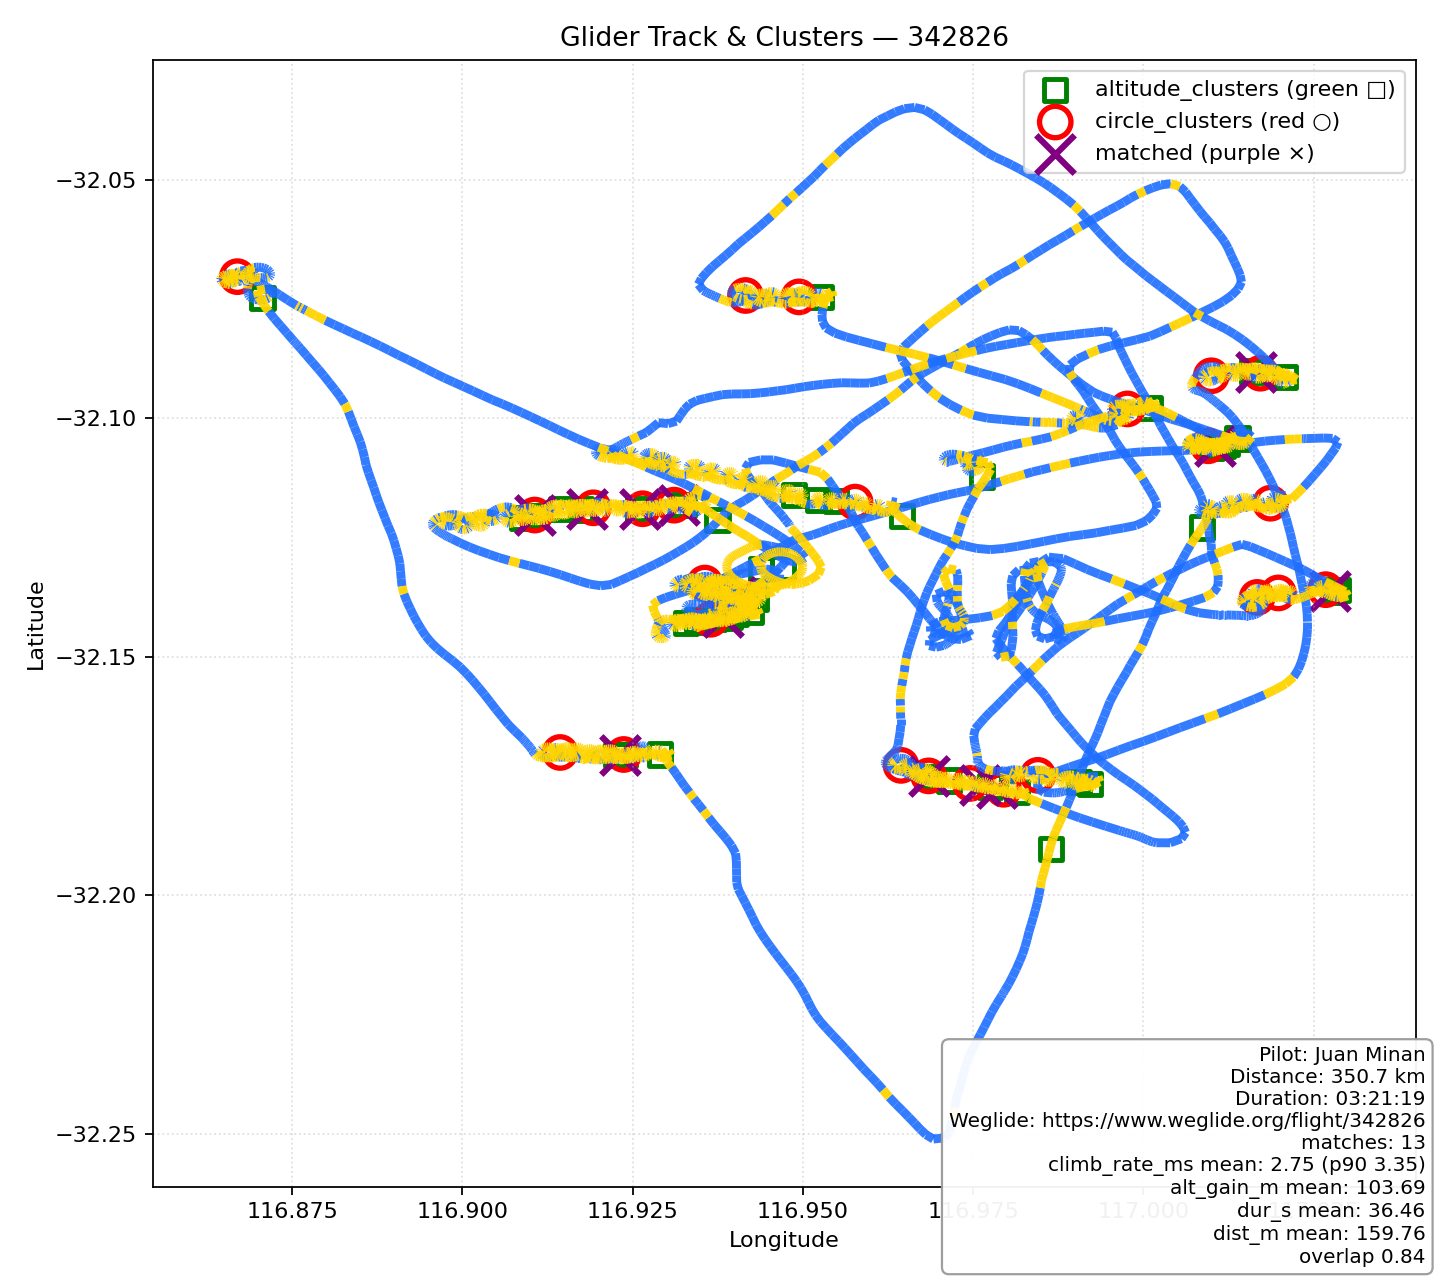 Glider Track & Clusters — 342826
altitude_clusters (green □)
circle_clusters (red ○)
matched (purple ×)
−32.05
−32.10
−32.15
−32.20
−32.25
Latitude
116.875
116.900
116.925
116.950
116.975
117.000
Longitude
Pilot: Juan Minan
Distance: 350.7 km
Duration: 03:21:19
Weglide: https://www.weglide.org/flight/342826
matches: 13
climb_rate_ms mean: 2.75 (p90 3.35)
alt_gain_m mean: 103.69
dur_s mean: 36.46
dist_m mean: 159.76
overlap 0.84